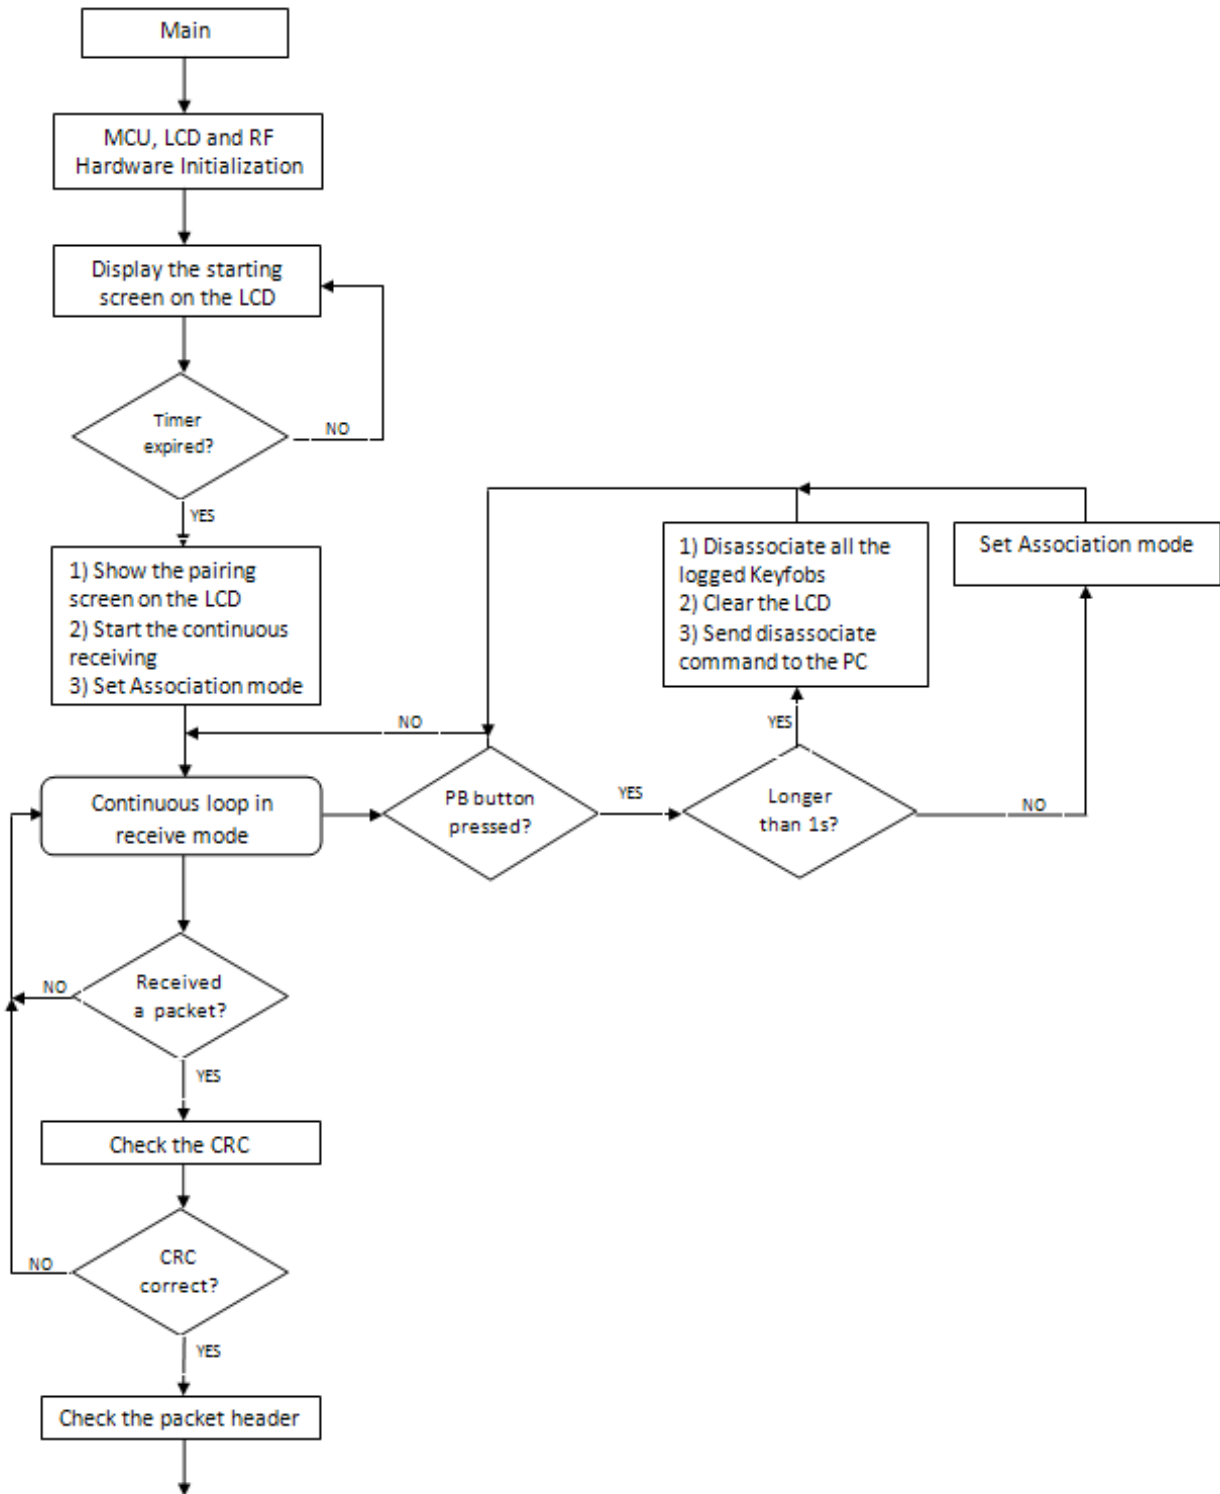 Main
MCU, LCD and RF
Hardware Initialization
Display the starting
screen on the LCD
Timer
expired?
NO
YES
1) Show the pairing
screen on the LCD
2) Start the continuous
receiving
3) Set Association mode
1) Disassociate all the
logged Keyfobs
2) Clear the LCD
3) Send disassociate
command to the PC
Set Association mode
NO
YES
Continuous loop in
receive mode
PB button
pressed?
YES
Longer
than 1s?
NO
Received
a packet?
NO
YES
Check the CRC
CRC
correct?
NO
YES
Check the packet header